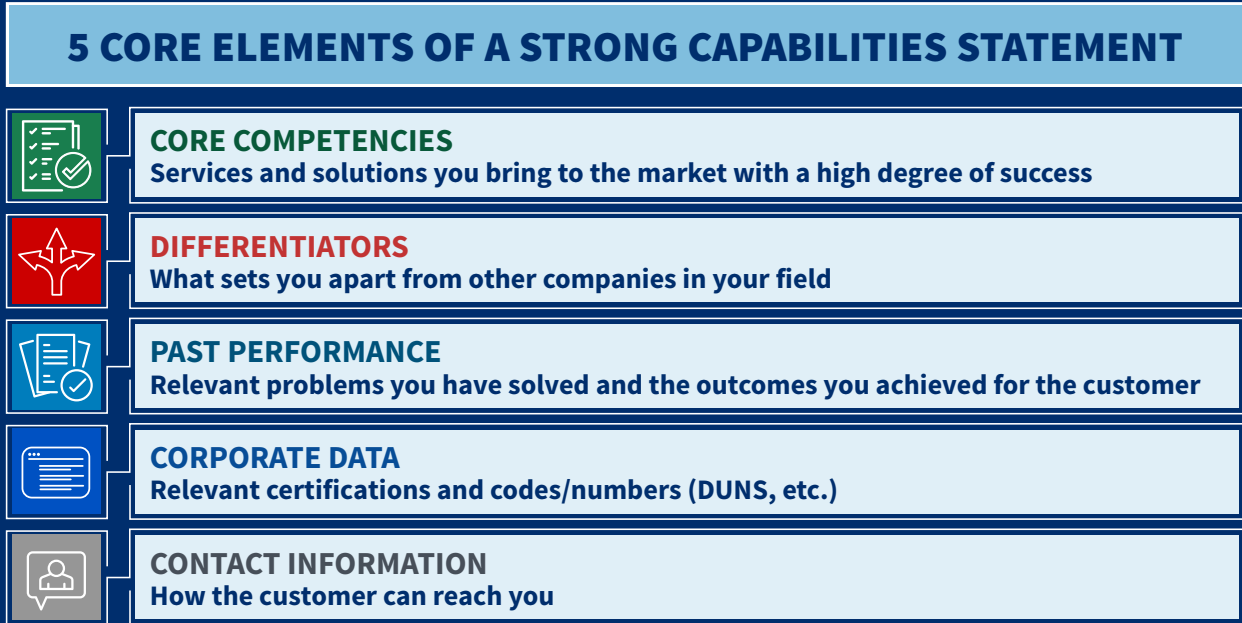 5 CORE ELEMENTS OF A STRONG CAPABILITIES STATEMENT
CORE COMPETENCIES
Services and solutions you bring to the market with a high degree of success
DIFFERENTIATORS
What sets you apart from other companies in your field
PAST PERFORMANCE
Relevant problems you have solved and the outcomes you achieved for the customer
CORPORATE DATA
Relevant certifications and codes/numbers (DUNS, etc.)
CONTACT INFORMATION
How the customer can reach you